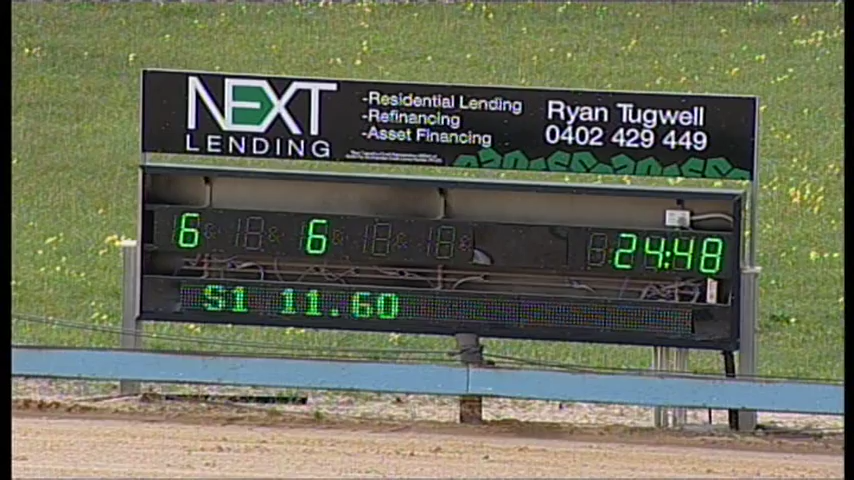 NEXT
LENDING
-Residential Lending
-Refinancing
-Asset Financing
Ryan Tugwell
0402 429 449
6 6 24:48
S1 11.60